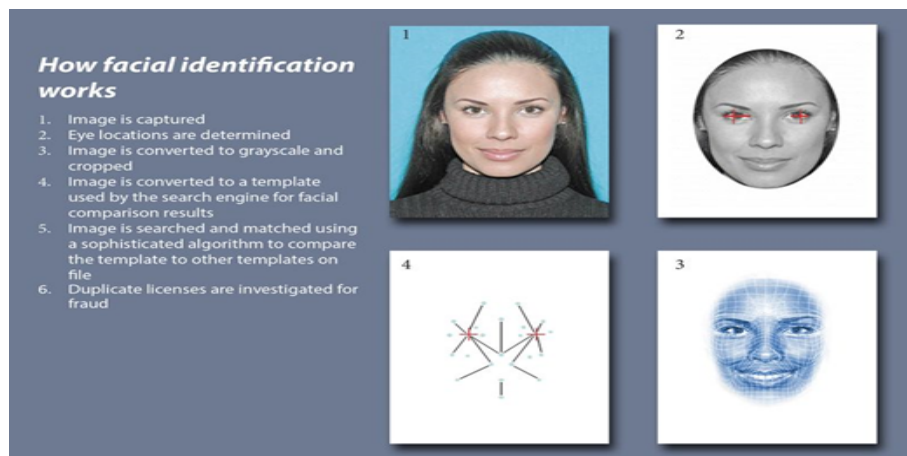 How facial identification
works
1. Image is captured
2. Eye locations are determined
3. Image is converted to grayscale and
cropped
4. Image is converted to a template
used by the search engine for facial
comparison results
5. Image is searched and matched using
a sophisticated algorithm to compare
the template to other templates on
file
6. Duplicate licenses are investigated for
fraud
1
2
4
3